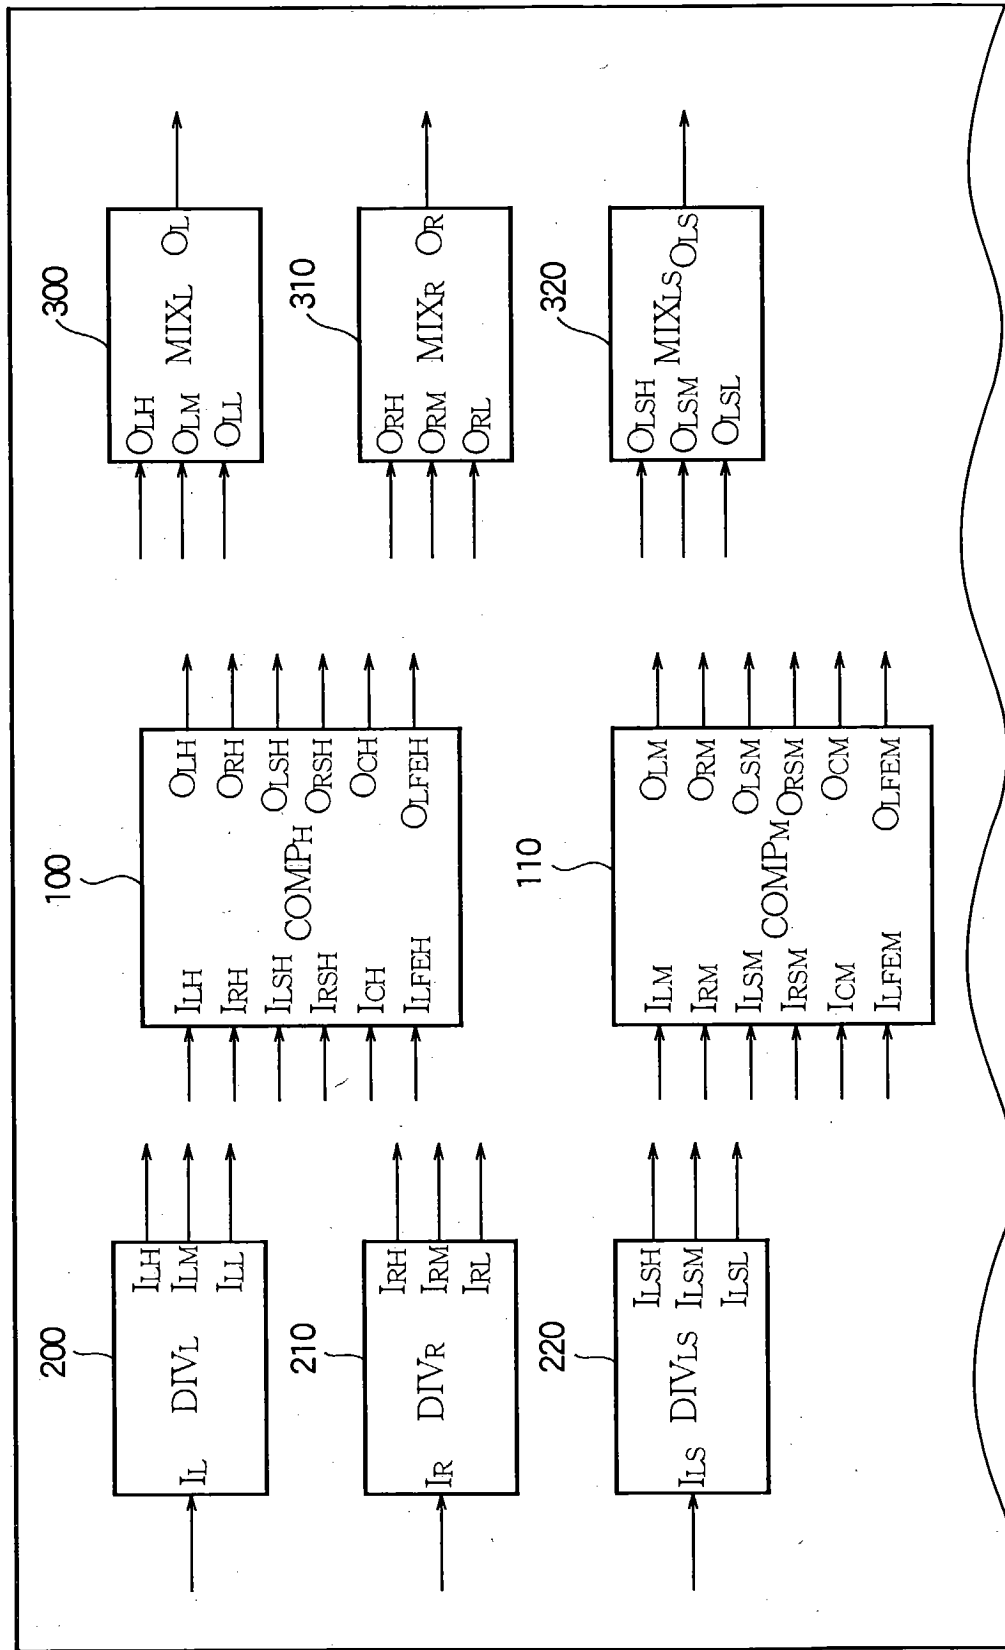 200
IL
DIVL
ILH
ILM
ILL
210
IR
DIVR
IRH
IRM
IRL
220
ILS
DIVLS
ILSH
ILSM
ILSL
100
ILH
IRH
ILSH
IRSH
ICH
ILFEH
COMPH
OLH
ORH
OLSH
ORSH
OCH
OLFEH
110
ILM
IRM
ILSM
IRSM
ICM
ILFEM
COMPM
OLM
ORM
OLSM
ORSM
OCM
OLFEM
300
OLH
OLM
OLL
MIXL
OL
310
ORH
ORM
ORL
MIXR
OR
320
OLSH
OLSM
OLSL
MIXLS
OLS